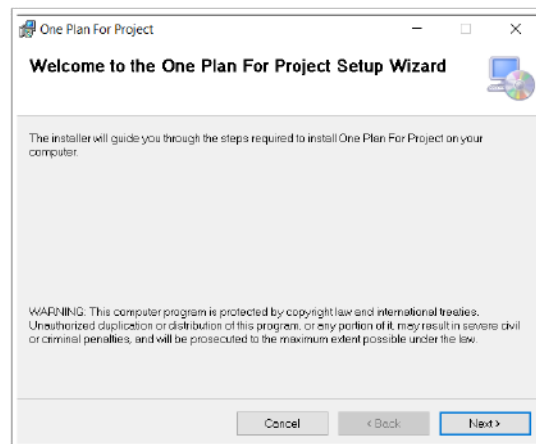 One Plan For Project
Welcome to the One Plan For Project Setup Wizard
The installer will guide you through the steps required to install One Plan For Project on your
computer.
WARNING: This computer program is protected by copyright law and international treaties.
Unauthorized duplication or distribution of this program, or any portion of it, may result in severe civil
or criminal penalties, and will be prosecuted to the maximum extent possible under the law.
Cancel
< Back
Next >